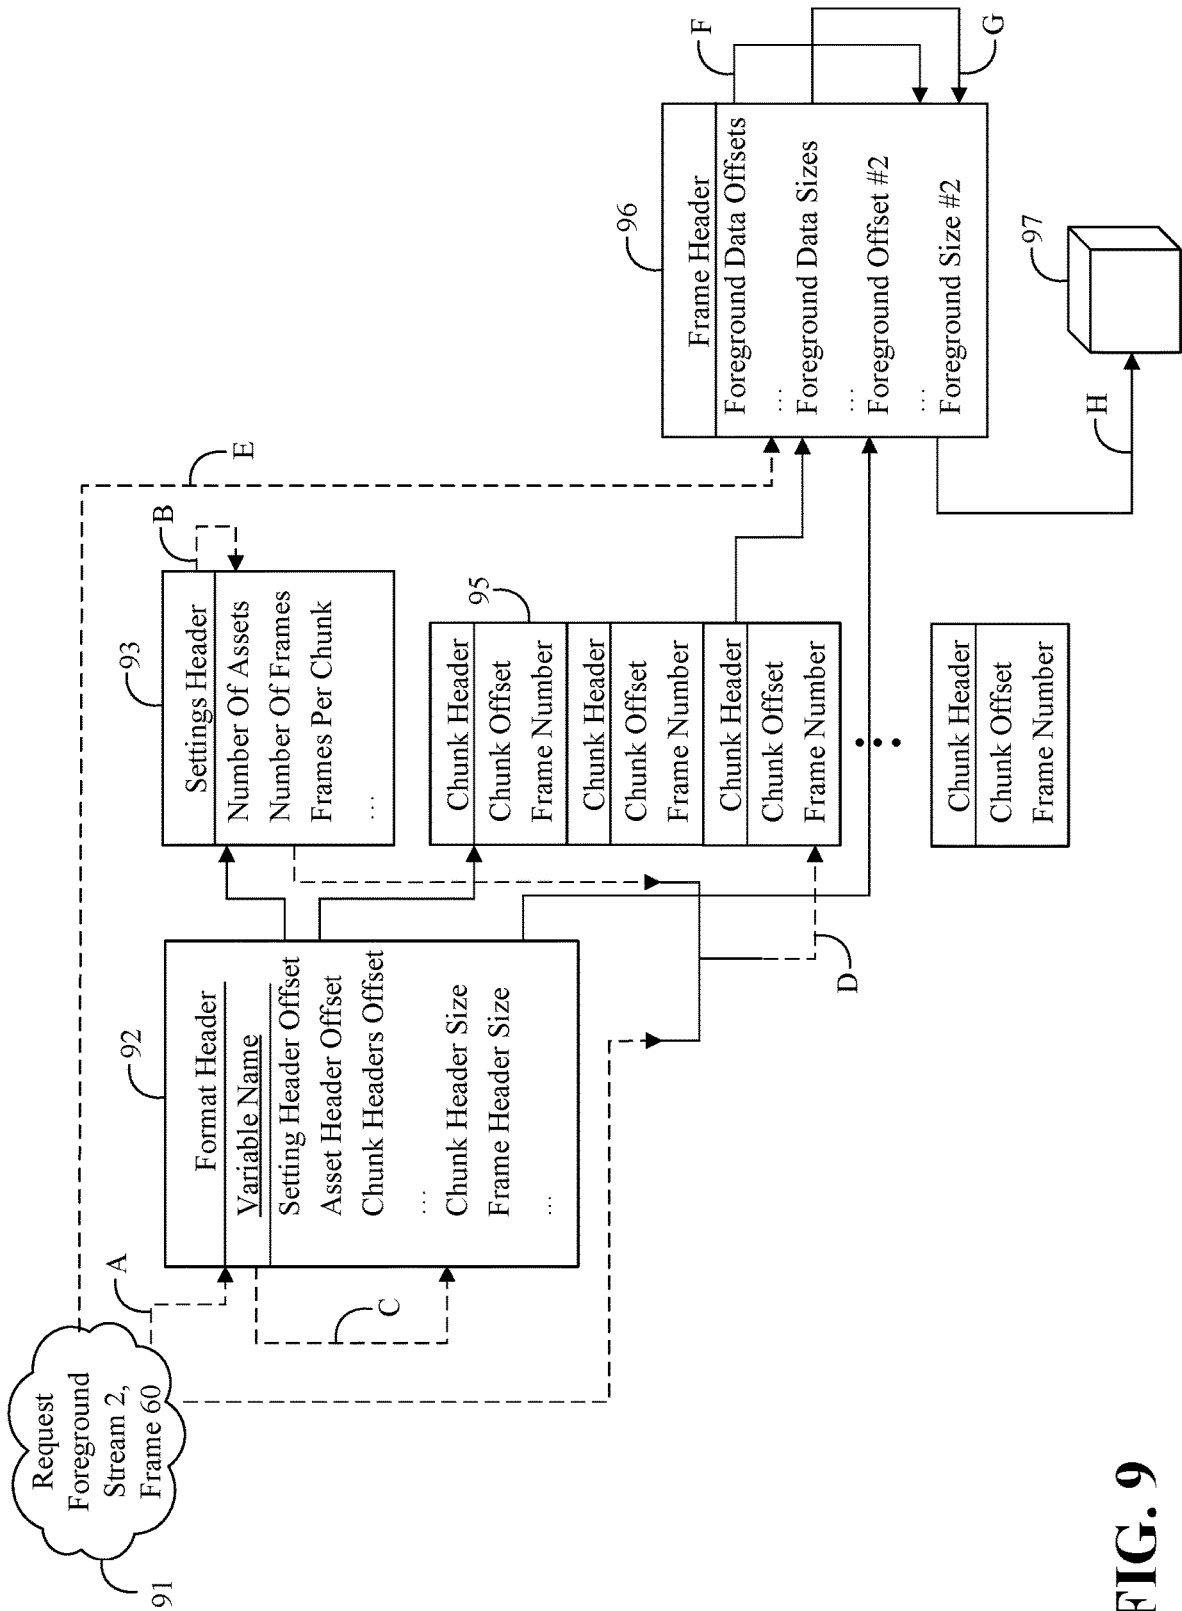 91
Request
Foreground
Stream 2,
Frame 60
A
92
Format Header
Variable Name
Setting Header Offset
Asset Header Offset
Chunk Headers Offset
...
Chunk Header Size
Frame Header Size
...
C
D
93
Settings Header
Number Of Assets
Number Of Frames
Frames Per Chunk
...
B
E
95
Chunk Header
Chunk Offset
Frame Number
Chunk Header
Chunk Offset
Frame Number
Chunk Header
Chunk Offset
Frame Number
Chunk Header
Chunk Offset
Frame Number
96
Frame Header
Foreground Data Offsets
...
Foreground Data Sizes
...
Foreground Offset #2
...
Foreground Size #2
F
G
H
97
FIG. 9